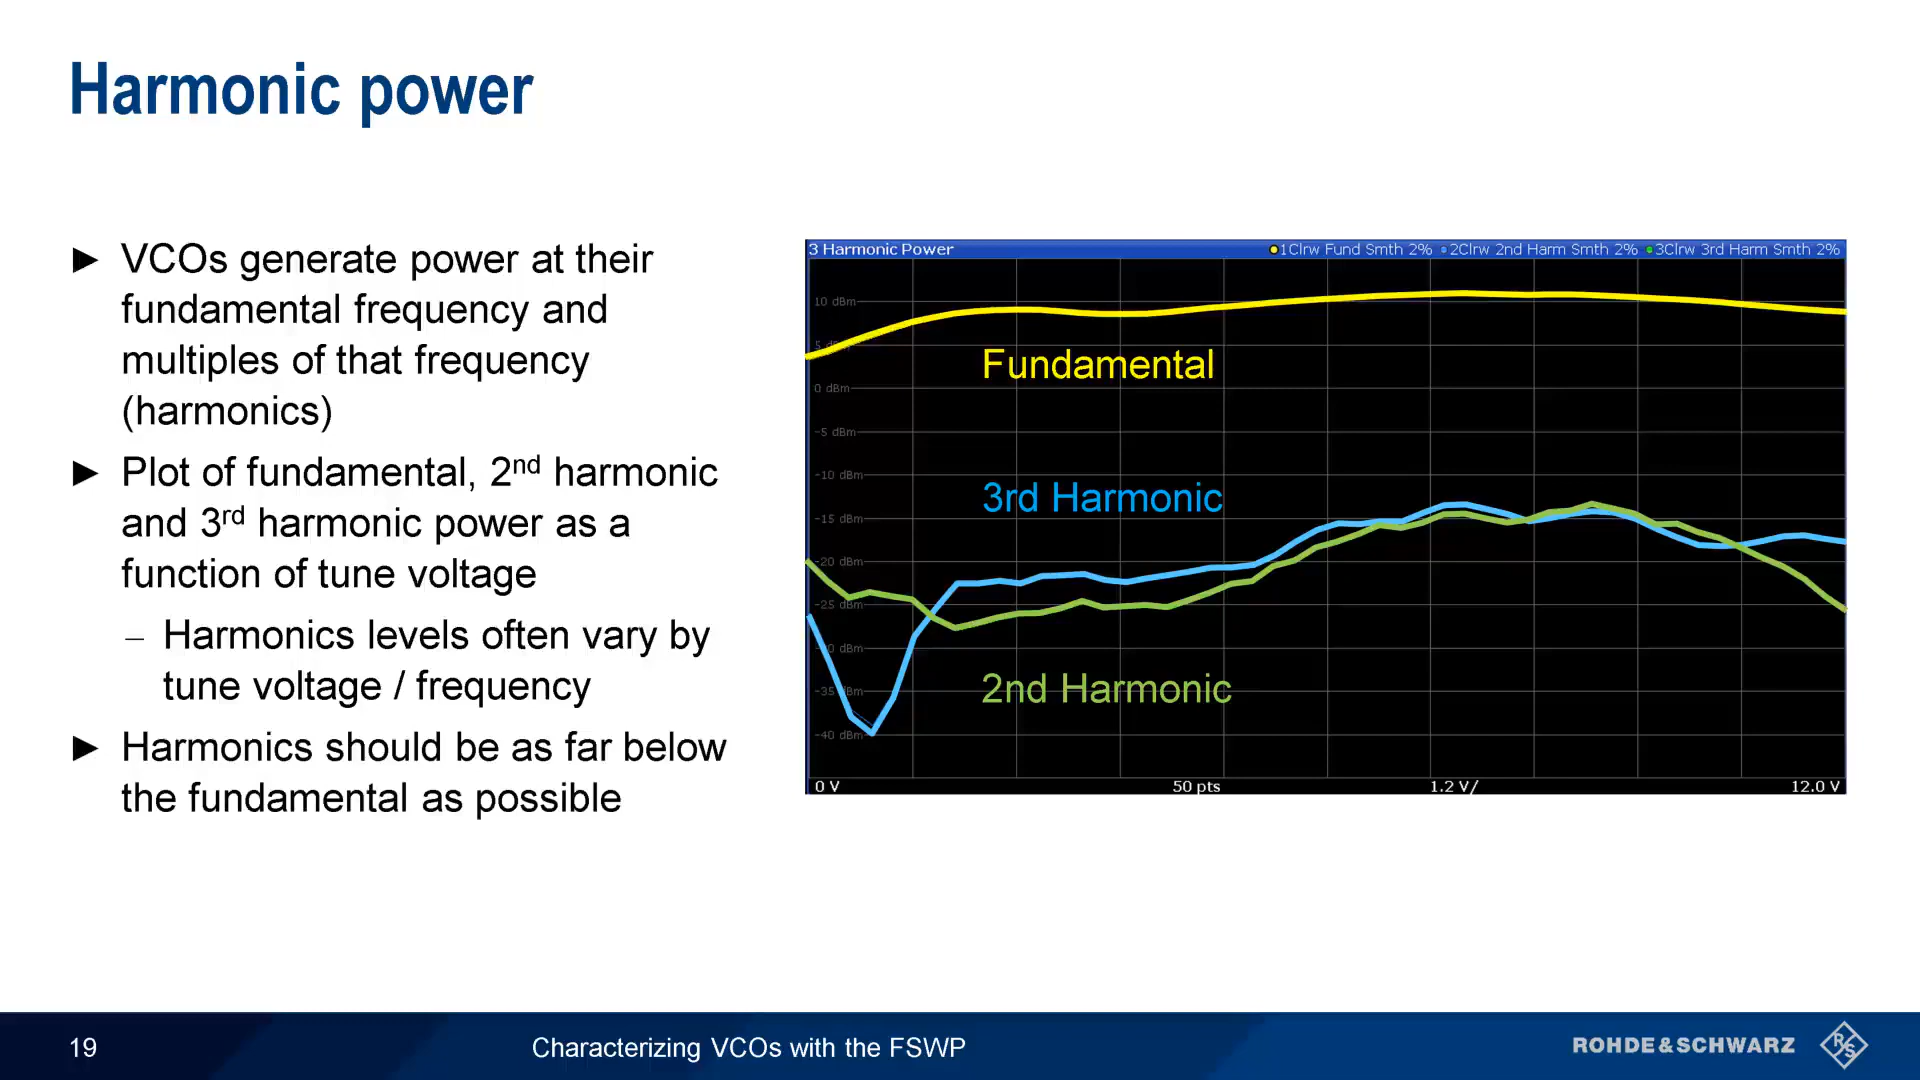 Harmonic power
► VCOs generate power at their
fundamental frequency and
multiples of that frequency
(harmonics)
► Plot of fundamental, 2nd harmonic
and 3rd harmonic power as a
function of tune voltage
– Harmonics levels often vary by
tune voltage / frequency
► Harmonics should be as far below
the fundamental as possible
3 Harmonic Power
1Clrw Fund Smth 2% 2Clrw 2nd Harm Smth 2% 3Clrw 3rd Harm Smth 2%
10 dBm
0 dBm
-5 dBm
-10 dBm
-15 dBm
-20 dBm
-25 dBm
-40 dBm
Fundamental
3rd Harmonic
2nd Harmonic
0 V 50 pts 1.2 V/ 12.0 V
19 Characterizing VCOs with the FSWP ROHDE&SCHWARZ R&S